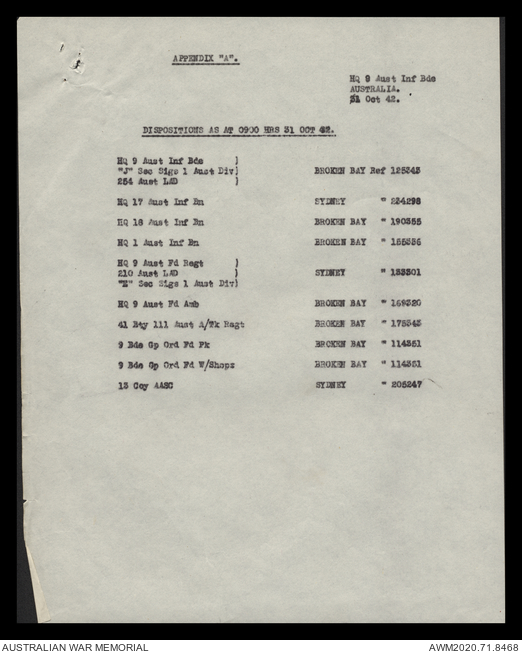 APPENDIX "A".
HQ 9 Aust Inf Bde
AUSTRALIA.
31 Oct 42.
DISPOSITIONS AS AT 0900 HRS 31 OCT 42.
HQ 9 Aust Inf Bde )
"J" Sec Sigs 1 Aust Div) BROKEN BAY Ref 125343
254 Aust LAD )
HQ 17 Aust Inf Bn SYDNEY " 234298
HQ 18 Aust Inf Bn BROKEN BAY " 190355
HQ 1 Aust Inf Bn BROKEN BAY " 155336
HQ 9 Aust Fd Regt )
210 Aust LAD ) SYDNEY " 133301
"E" Sec Sigs 1 Aust Div)
HQ 9 Aust Fd Amb BROKEN BAY " 169320
41 Bty 111 Aust A/Tk Regt BROKEN BAY " 175343
9 Bde Gp Ord Fd Pk BROKEN BAY " 114351
9 Bde Gp Ord Fd W/Shops BROKEN BAY " 114351
13 Coy AASC SYDNEY " 205247
AUSTRALIAN WAR MEMORIAL AWM2020.71.8468